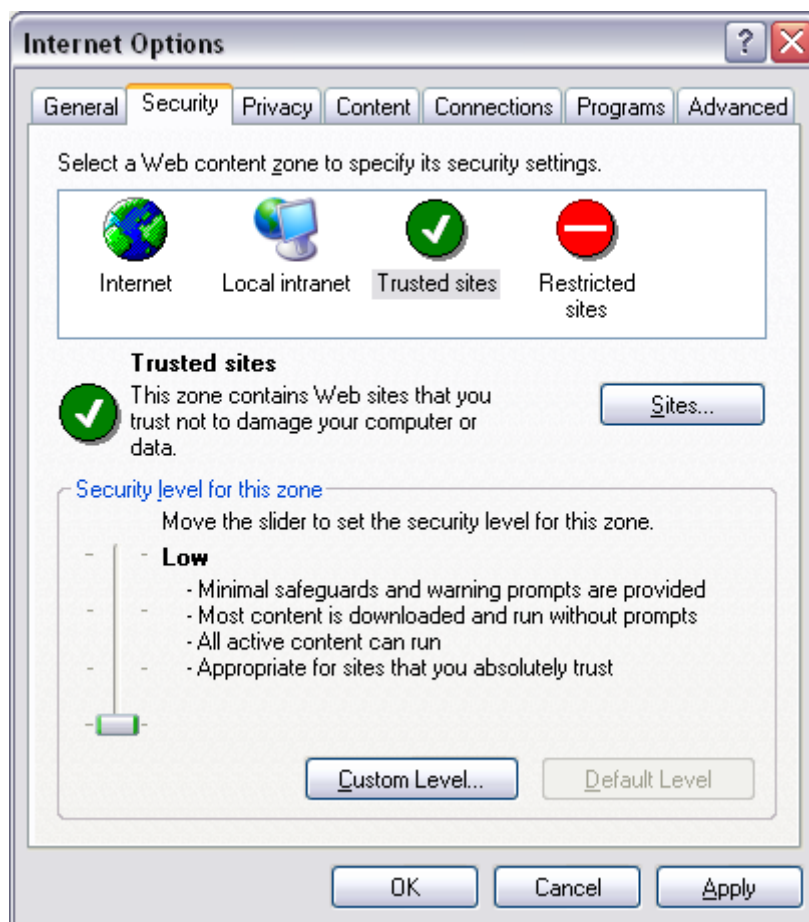 Internet Options
General Security Privacy Content Connections Programs Advanced
Select a Web content zone to specify its security settings.
Internet Local intranet Trusted sites Restricted
sites
Trusted sites
This zone contains Web sites that you
trust not to damage your computer or
data.
Sites...
Security level for this zone
Move the slider to set the security level for this zone.
Low
- Minimal safeguards and warning prompts are provided
- Most content is downloaded and run without prompts
- All active content can run
- Appropriate for sites that you absolutely trust
Custom Level... Default Level
OK Cancel Apply